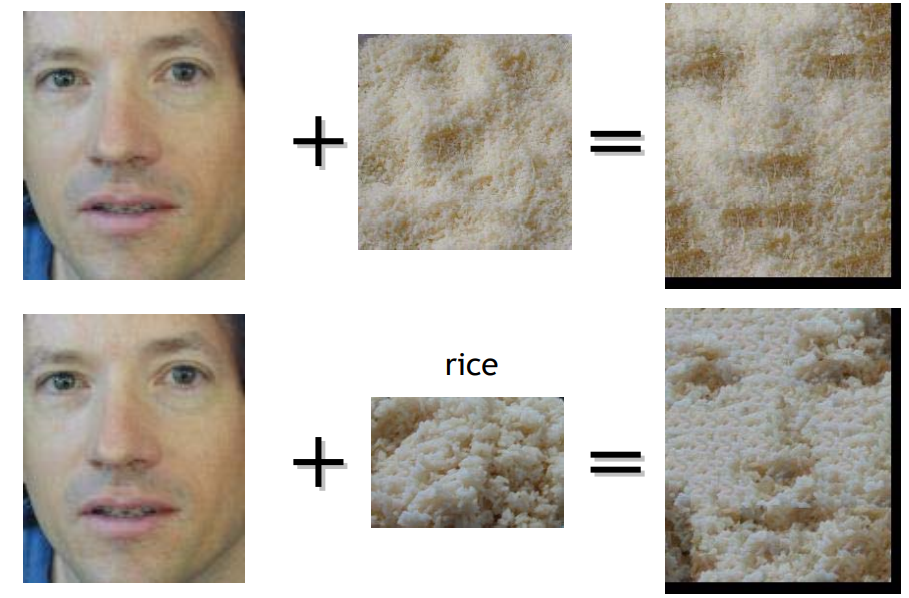 +
=
rice
+
=